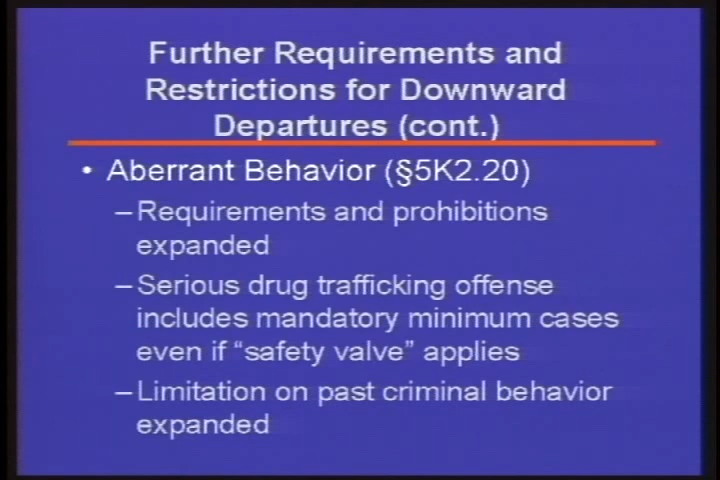 Further Requirements and
Restrictions for Downward
Departures (cont.)
• Aberrant Behavior (§5K2.20)
–Requirements and prohibitions
expanded
–Serious drug trafficking offense
includes mandatory minimum cases
even if “safety valve” applies
–Limitation on past criminal behavior
expanded